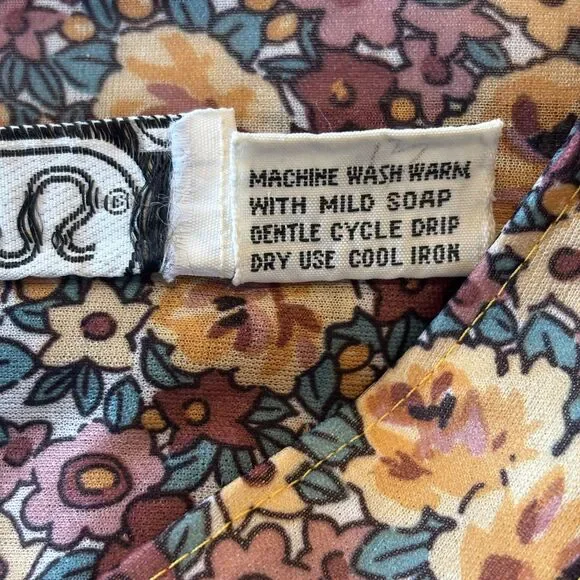 MACHINE WASH WARM
WITH MILD SOAP
GENTLE CYCLE DRIP
DRY USE COOL IRON
®